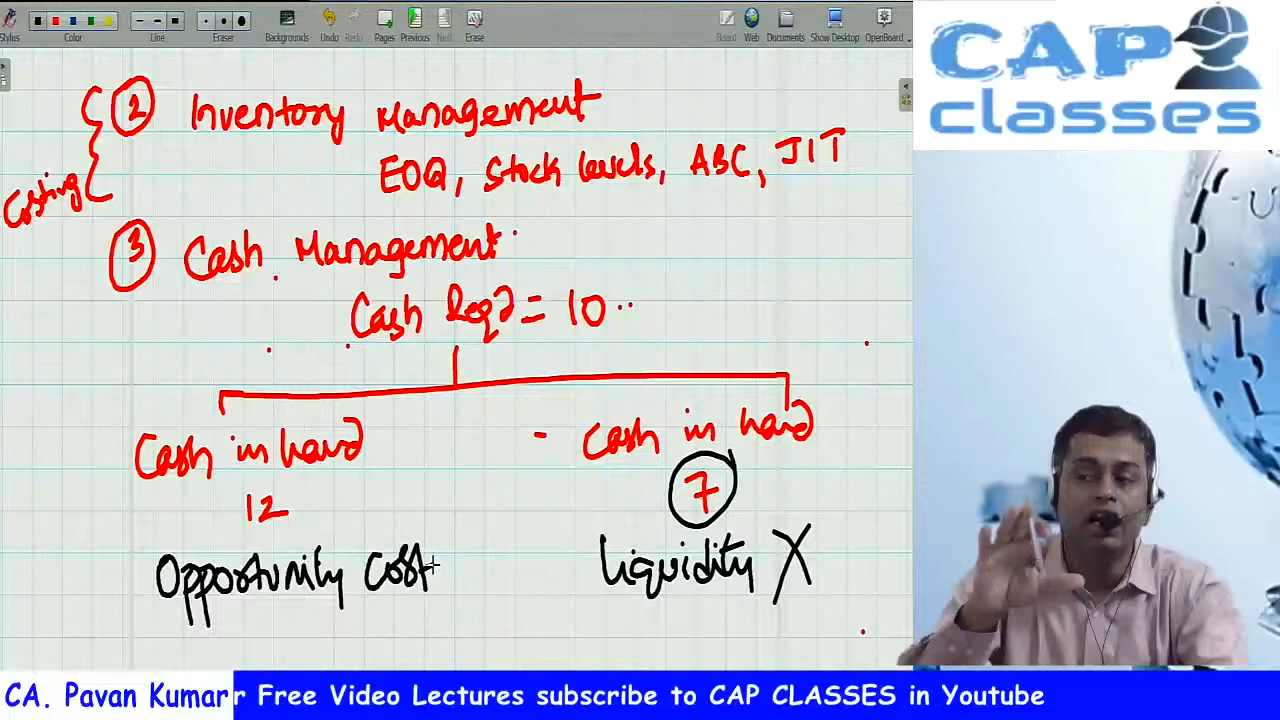 Color Line Eraser Backgrounds Undo Redo Pages Previous Next Erase Board Web Documents Show Desktop OpenBoard
CAP
classes
② Inventory Management
EOQ, Stock levels, ABC, JIT
Costing
③ Cash Management
Cash Reqd = 10
Cash in hand
12
Opportunity Cost
Cash in hand
7
Liquidity X
CA. Pavan Kumar r Free Video Lectures subscribe to CAP CLASSES in Youtube